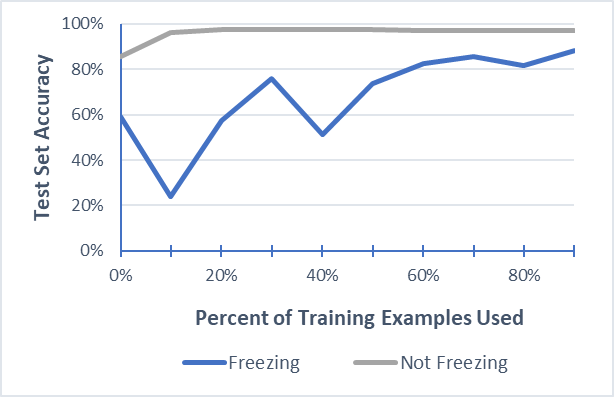 100%
80%
60%
40%
20%
0%
Test Set Accuracy
0%
20%
40%
60%
80%
Percent of Training Examples Used
Freezing
Not Freezing